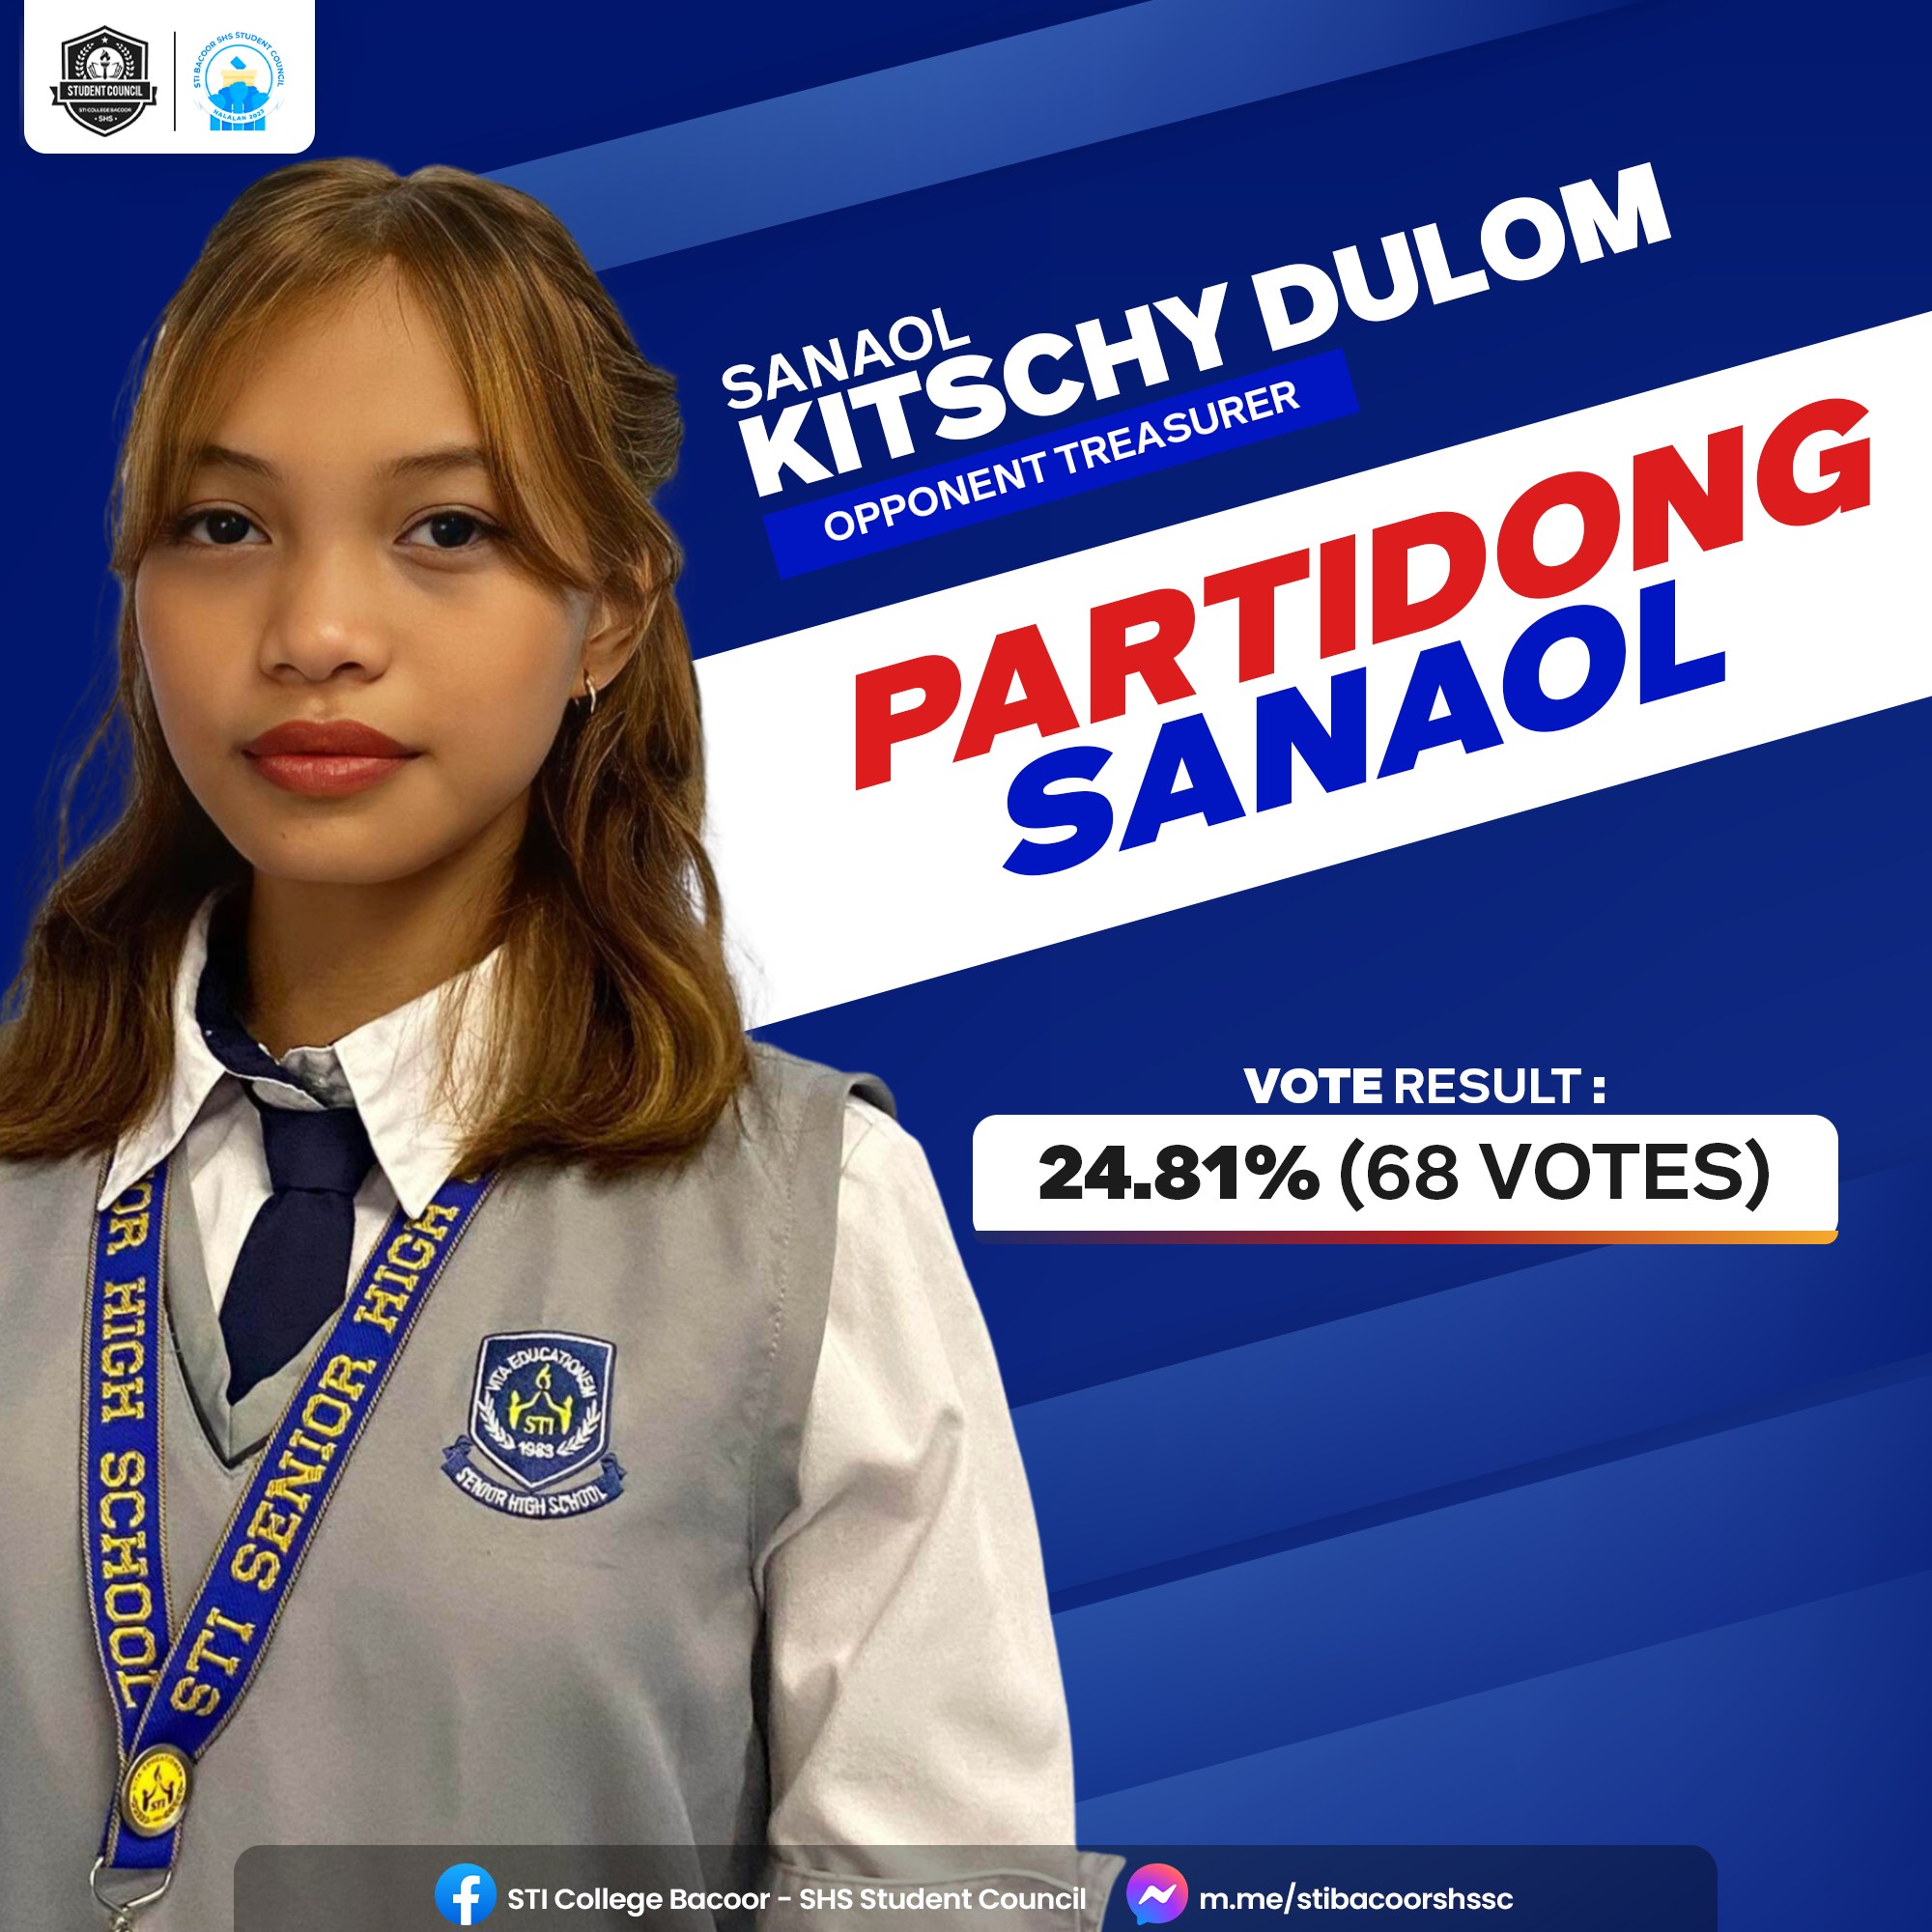 STUDENT COUNCIL
STI COLLEGE BACOOR
• SHS •
STI BACOOR SHS STUDENT COUNCIL
HALALAN 2023
SANAOL
KITSCHY DULOM
OPPONENT TREASURER
PARTIDONG
SANAOL
VOTE RESULT :
24.81% (68 VOTES)
OR HIGH SCHOOL
STI SENIOR HIGH
VITA EDUCATIONEM
STI
1983
SENIOR HIGH SCHOOL
STI
STI College Bacoor - SHS Student Council
m.me/stibacoorshssc